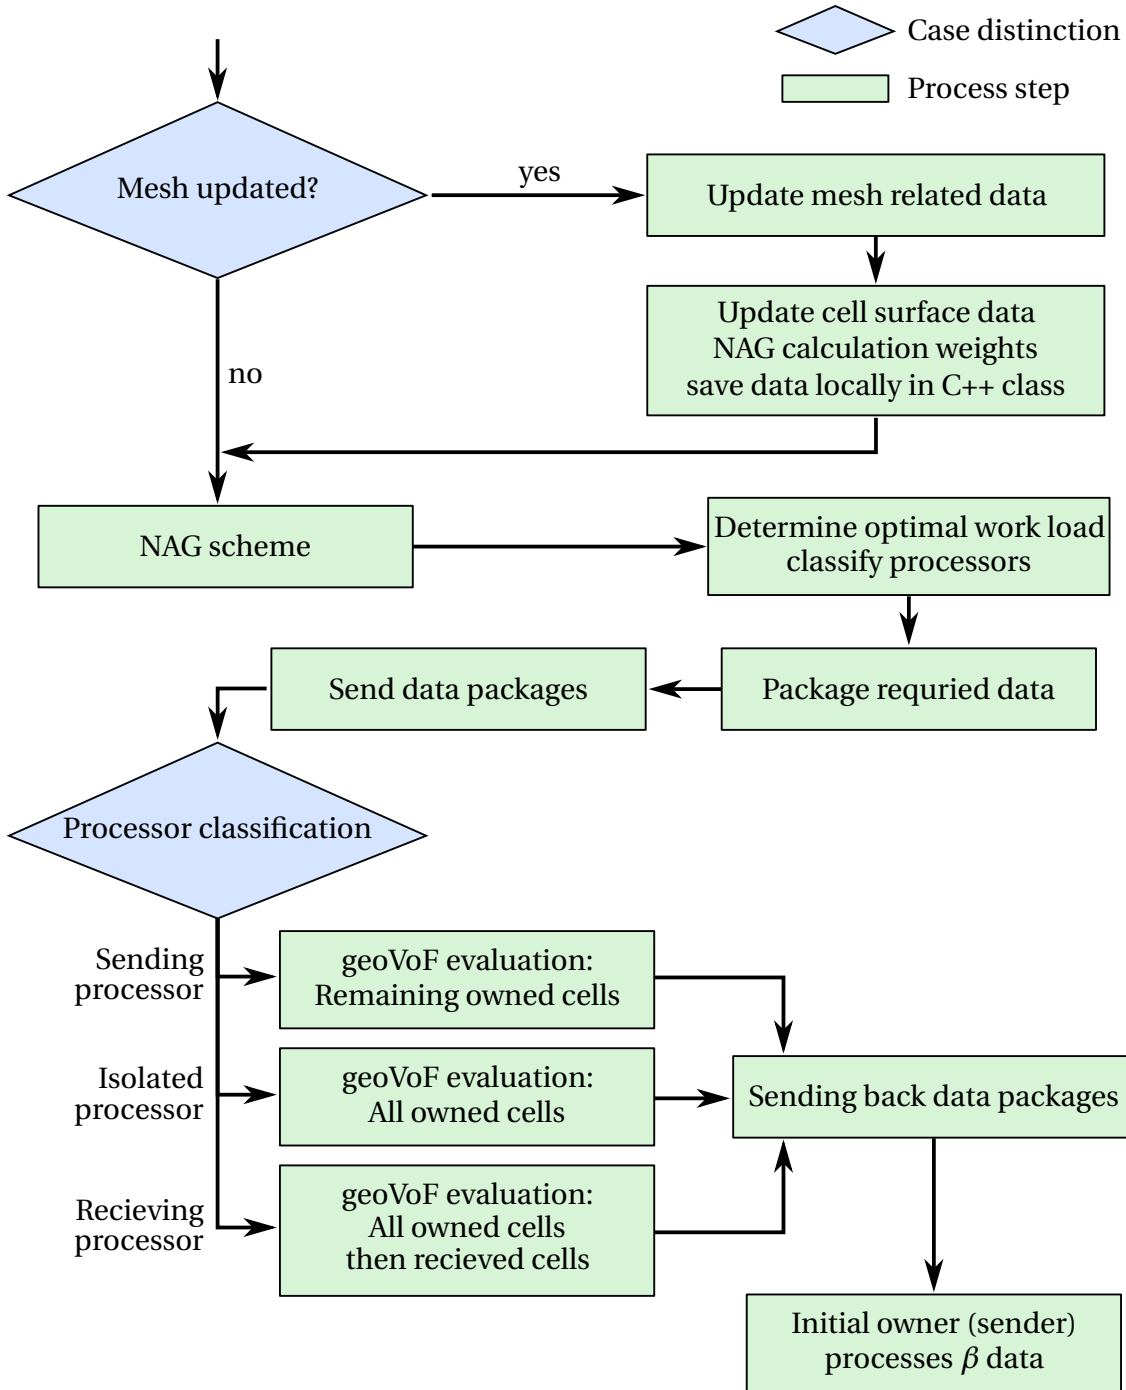 Case distinction
Process step
Mesh updated?
yes
Update mesh related data
Update cell surface data
NAG calculation weights
save data locally in C++ class
no
NAG scheme
Determine optimal work load
classify processors
Send data packages
Package requried data
Processor classification
Sending
processor
geoVoF evaluation:
Remaining owned cells
Isolated
processor
geoVoF evaluation:
All owned cells
Sending back data packages
Recieving
processor
geoVoF evaluation:
All owned cells
then recieved cells
Initial owner (sender)
processes β data